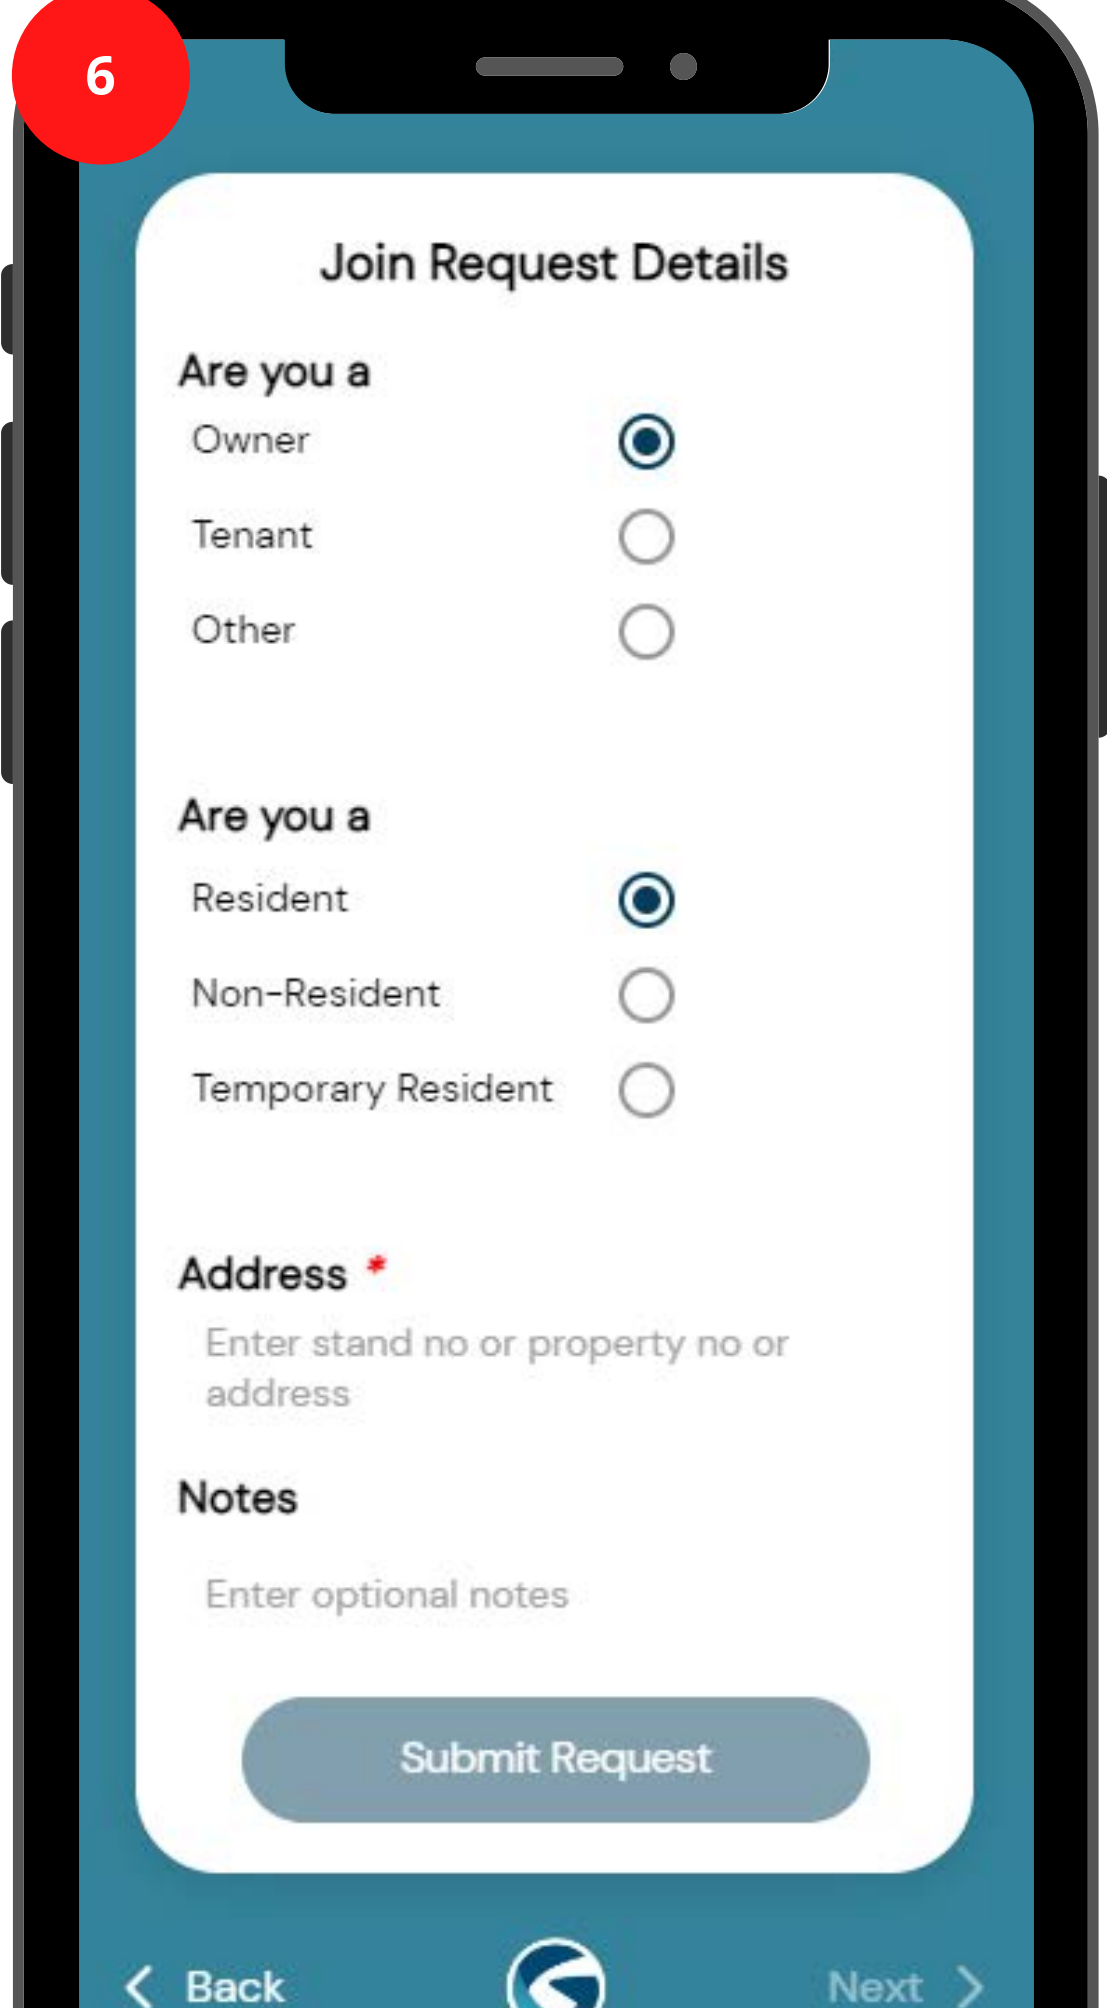 6
Join Request Details
Are you a
Owner
Tenant
Other
Are you a
Resident
Non-Resident
Temporary Resident
Address *
Enter stand no or property no or
address
Notes
Enter optional notes
Submit Request
Back
Next